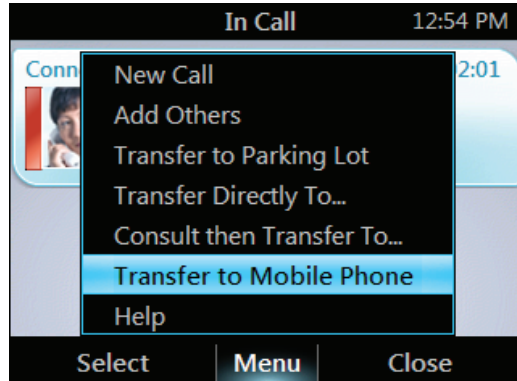 In Call 12:54 PM
Conn 2:01
New Call
Add Others
Transfer to Parking Lot
Transfer Directly To...
Consult then Transfer To...
Transfer to Mobile Phone
Help
Select Menu Close